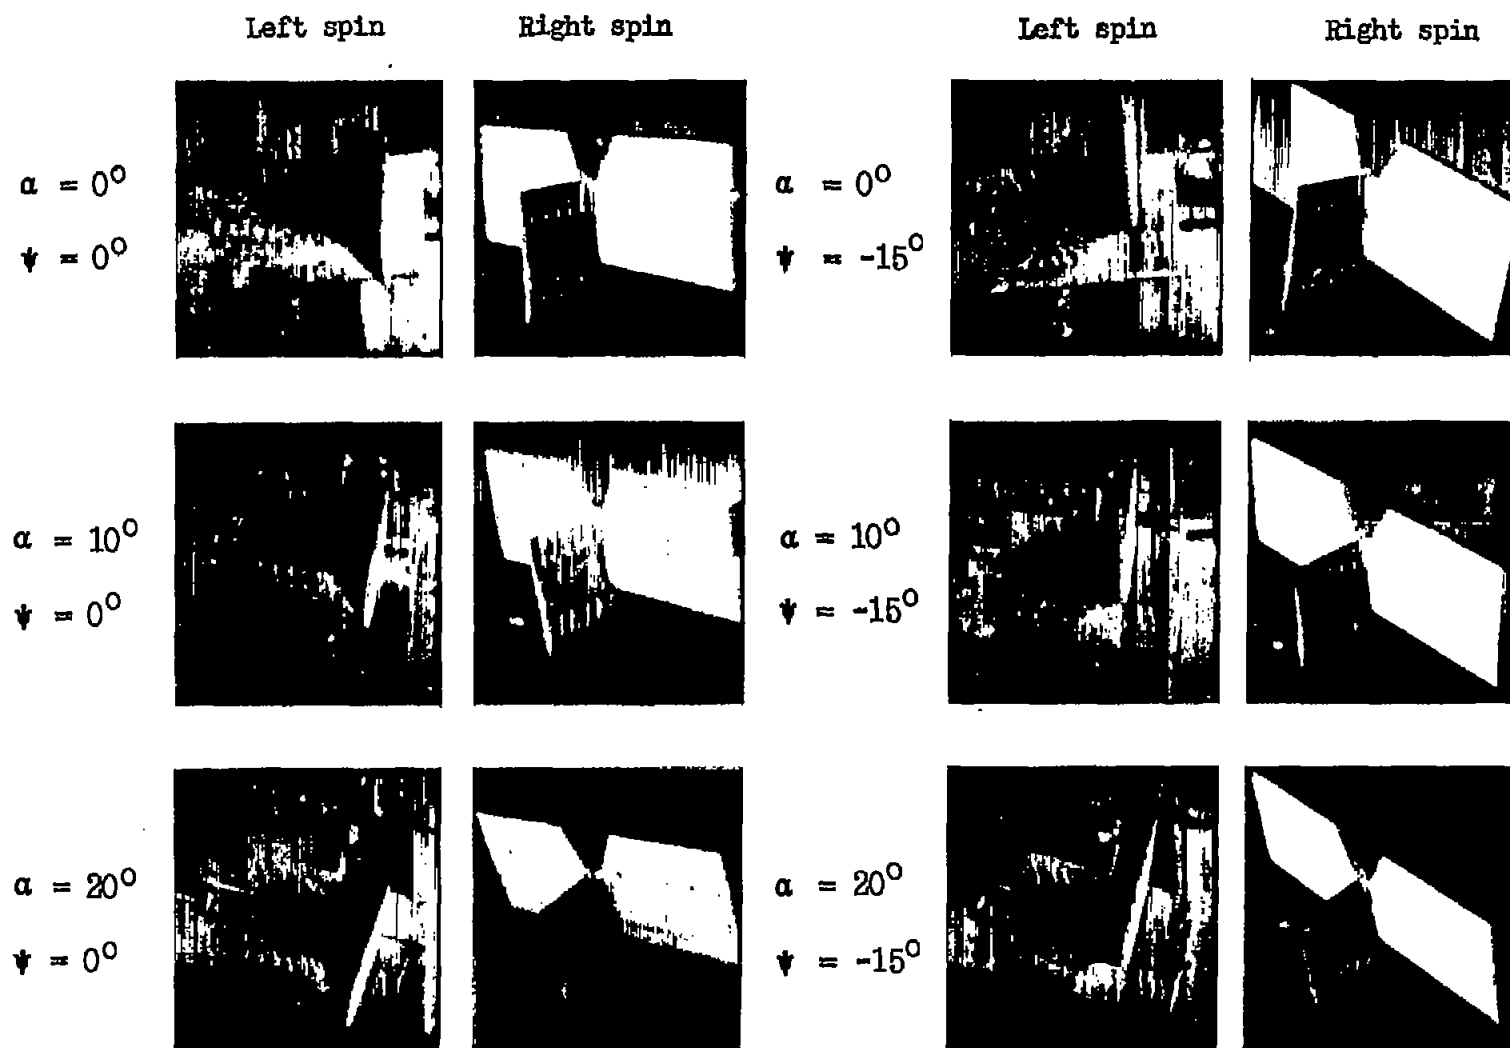 Left spin Right spin Left spin Right spin
α = 0° α = 0°
ψ = 0° ψ = -15°
α = 10° α = 10°
ψ = 0° ψ = -15°
α = 20° α = 20°
ψ = 0° ψ = -15°